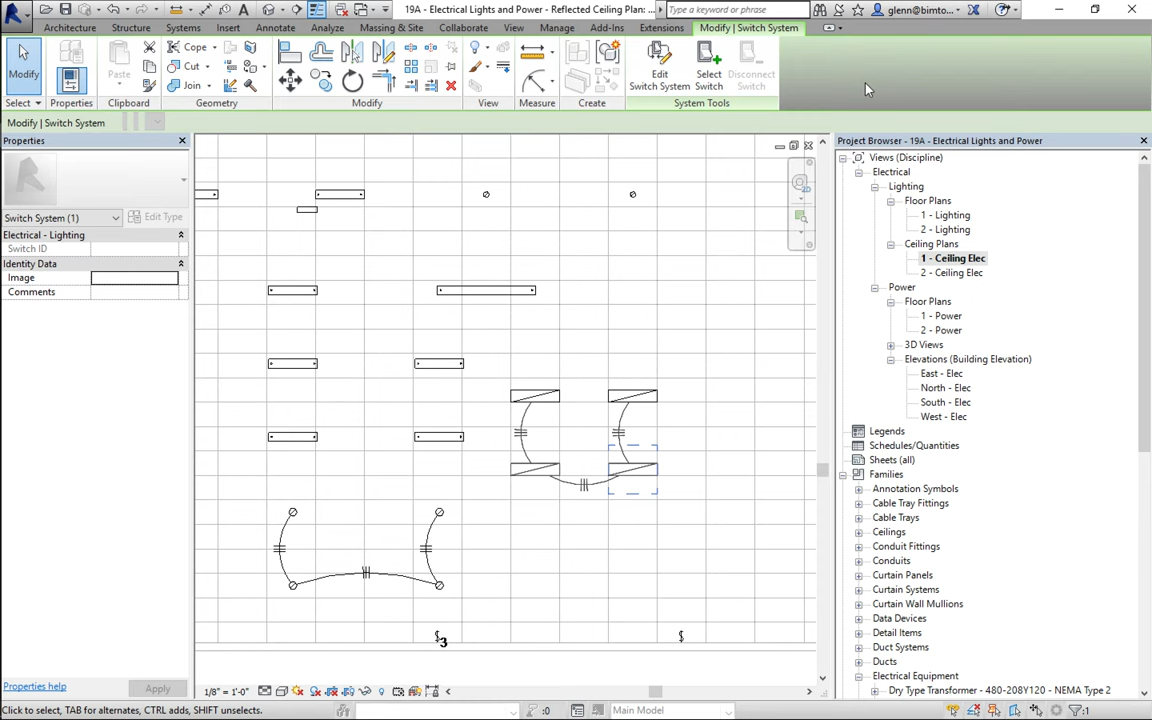 19A - Electrical Lights and Power - Reflected Ceiling Plan:
Type a keyword or phrase
glenn@bimto...
Architecture
Structure
Systems
Insert
Annotate
Analyze
Massing & Site
Collaborate
View
Manage
Add-Ins
Extensions
Modify | Switch System
Modify
Paste
Cope
Cut
Join
Edit
Switch System
Select
Switch
Disconnect
Switch
Select
Properties
Clipboard
Geometry
Modify
View
Measure
Create
System Tools
Modify | Switch System
Properties
Switch System (1)
Edit Type
Electrical - Lighting
Switch ID
Identity Data
Image
Comments
Properties help
Apply
$3
$
1/8" = 1'-0"
Project Browser - 19A - Electrical Lights and Power
Views (Discipline)
Electrical
Lighting
Floor Plans
1 - Lighting
2 - Lighting
Ceiling Plans
1 - Ceiling Elec
2 - Ceiling Elec
Power
Floor Plans
1 - Power
2 - Power
3D Views
Elevations (Building Elevation)
East - Elec
North - Elec
South - Elec
West - Elec
Legends
Schedules/Quantities
Sheets (all)
Families
Annotation Symbols
Cable Tray Fittings
Cable Trays
Ceilings
Conduit Fittings
Conduits
Curtain Panels
Curtain Systems
Curtain Wall Mullions
Data Devices
Detail Items
Duct Systems
Ducts
Electrical Equipment
Dry Type Transformer - 480-208Y120 - NEMA Type 2
Click to select, TAB for alternates, CTRL adds, SHIFT unselects.
:0
Main Model
:1